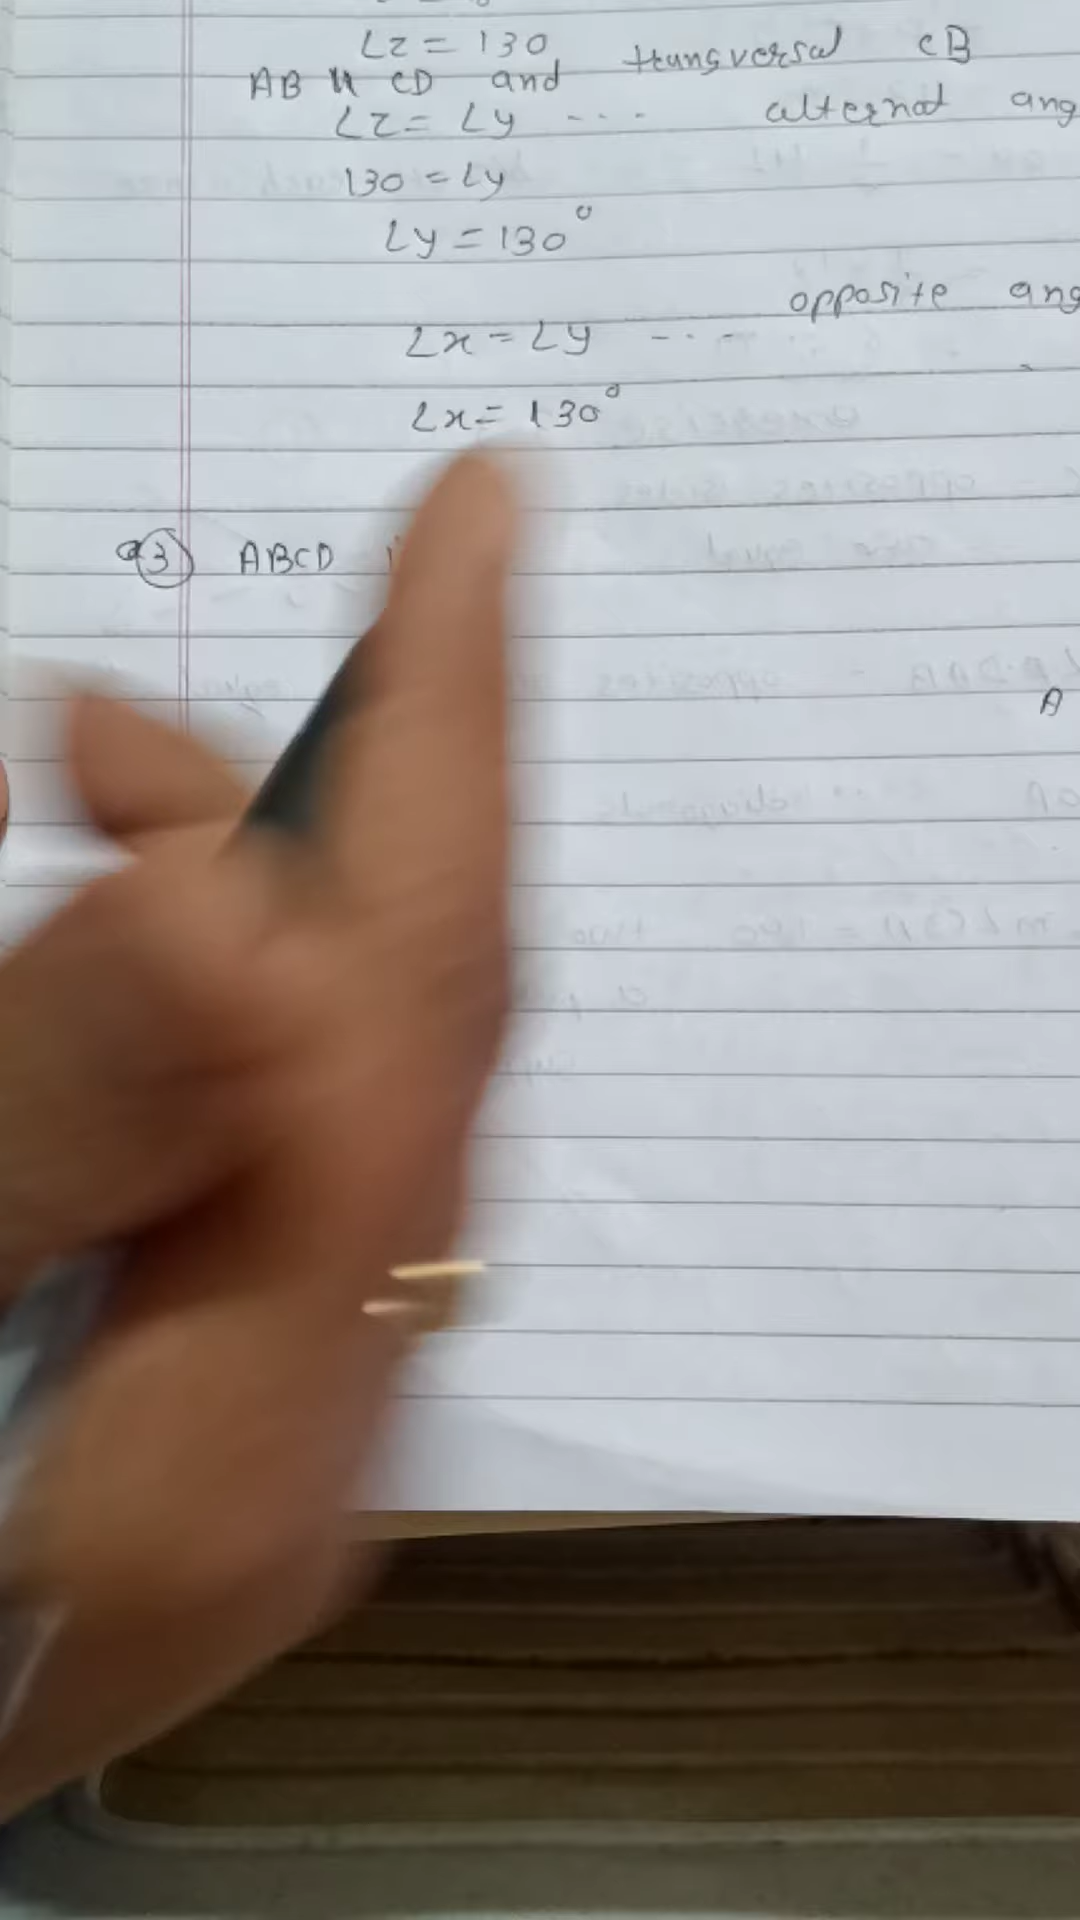 ∠z = 130
AB || CD and transversal CB
∠z = ∠y ---- alternat ang
130 = ∠y
∠y = 130°
opposite ang
∠x = ∠y -----
∠x = 130°
Q3) ABCD
A